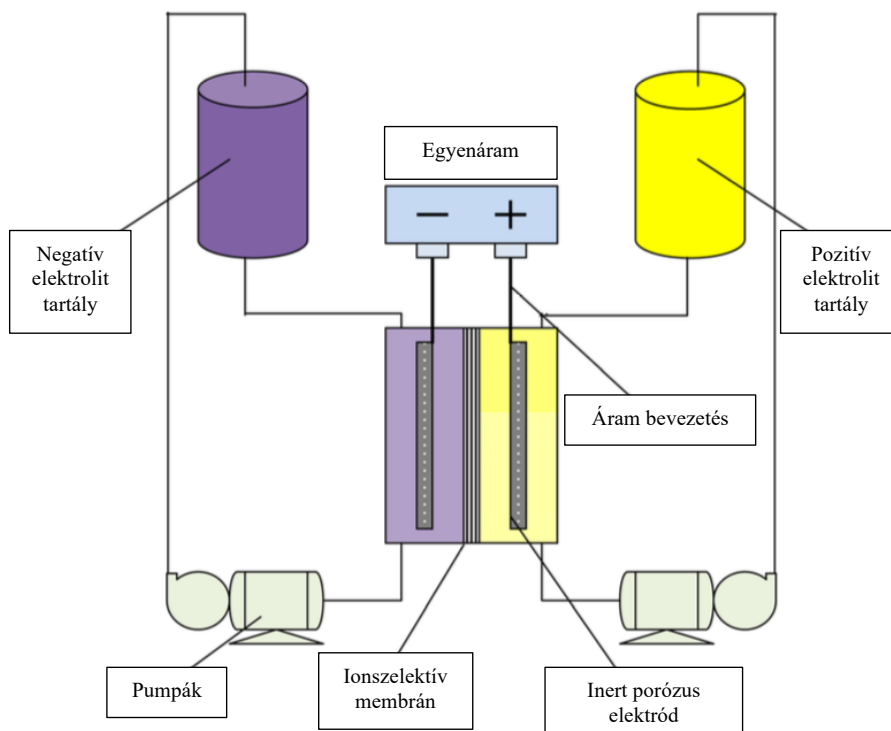 Egyenáram
− +
Negatív
elektrolit
tartály
Pozitív
elektrolit
tartály
Áram bevezetés
Pumpák
Ionszelektív
membrán
Inert porózus
elektród